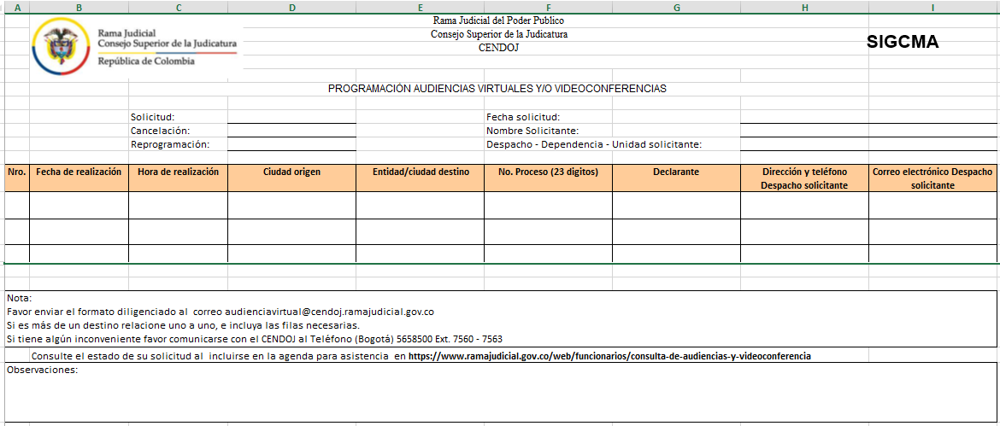 A B C D E F G H I
Rama Judicial
Consejo Superior de la Judicatura
República de Colombia
Rama Judicial del Poder Publico
Consejo Superior de la Judicatura
CENDOJ
SIGCMA
PROGRAMACIÓN AUDIENCIAS VIRTUALES Y/O VIDEOCONFERENCIAS
Solicitud: Fecha solicitud:
Cancelación: Nombre Solicitante:
Reprogramación: Despacho - Dependencia - Unidad solicitante:
Nro. Fecha de realización Hora de realización Ciudad origen Entidad/ciudad destino No. Proceso (23 digitos) Declarante Dirección y teléfono Correo electrónico Despacho
Despacho solicitante solicitante
Nota:
Favor enviar el formato diligenciado al correo audienciavirtual@cendoj.ramajudicial.gov.co
Si es más de un destino relacione uno a uno, e incluya las filas necesarias.
Si tiene algún inconveniente favor comunicarse con el CENDOJ al Teléfono (Bogotá) 5658500 Ext. 7560 - 7563
Consulte el estado de su solicitud al incluirse en la agenda para asistencia en https://www.ramajudicial.gov.co/web/funcionarios/consulta-de-audiencias-y-videoconferencia
Observaciones: